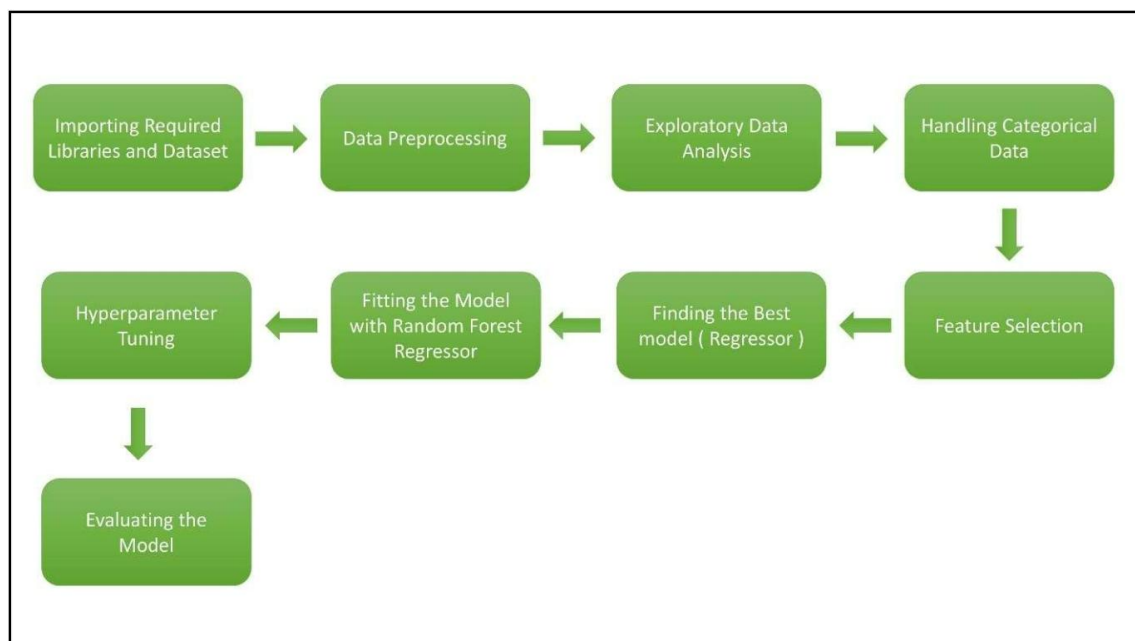 Importing Required
Libraries and Dataset
Data Preprocessing
Exploratory Data
Analysis
Handling Categorical
Data
Feature Selection
Finding the Best
model ( Regressor )
Fitting the Model
with Random Forest
Regressor
Hyperparameter
Tuning
Evaluating the
Model